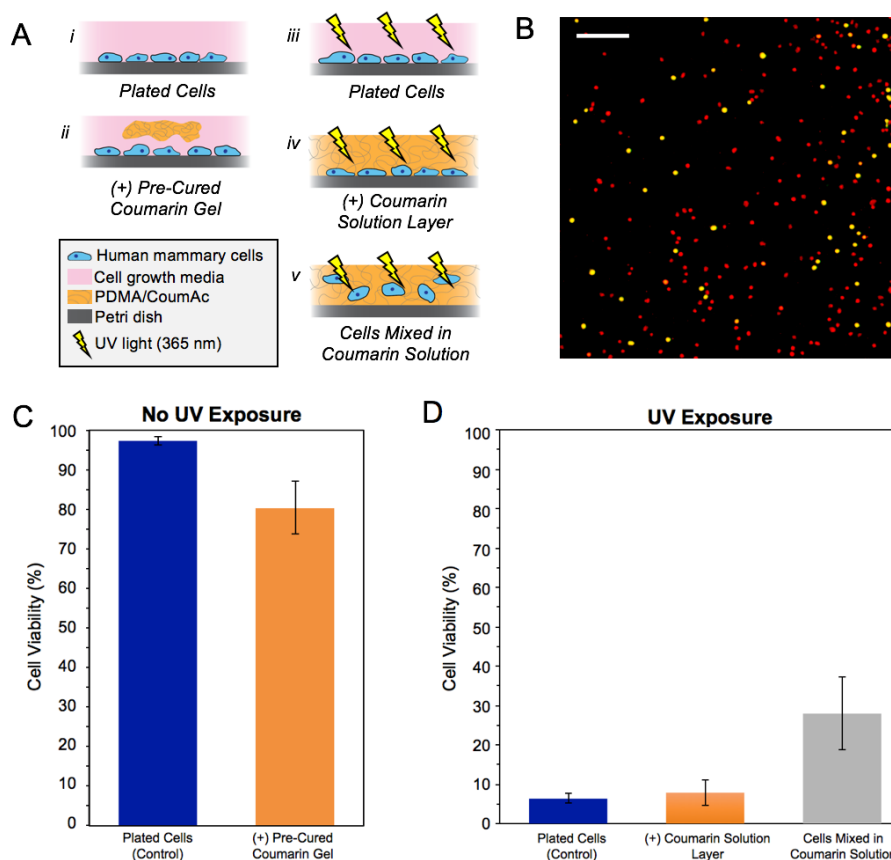 A
i
Plated Cells
ii
(+) Pre-Cured
Coumarin Gel
Human mammary cells
Cell growth media
PDMA/CoumAc
Petri dish
UV light (365 nm)
iii
Plated Cells
iv
(+) Coumarin
Solution Layer
v
Cells Mixed in
Coumarin Solution
B
C
No UV Exposure
Cell Viability (%)
100
90
80
70
60
50
40
30
20
10
0
Plated Cells
(Control)
(+) Pre-Cured
Coumarin Gel
D
UV Exposure
Cell Viability (%)
100
90
80
70
60
50
40
30
20
10
0
Plated Cells
(Control)
(+) Coumarin Solution
Layer
Cells Mixed in
Coumarin Solution